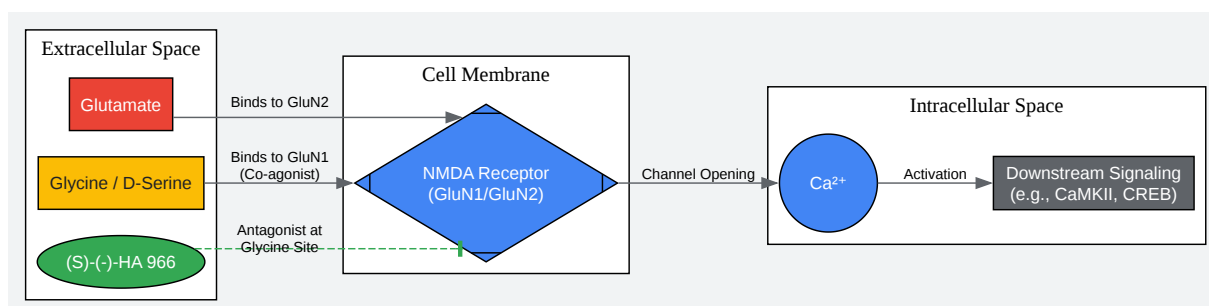 Extracellular Space
Glutamate
Glycine / D-Serine
(S)-(-)-HA 966
Binds to GluN2
Binds to GluN1
(Co-agonist)
Antagonist at
Glycine Site
Cell Membrane
NMDA Receptor
(GluN1/GluN2)
Channel Opening
Intracellular Space
Ca²⁺
Activation
Downstream Signaling
(e.g., CaMKII, CREB)